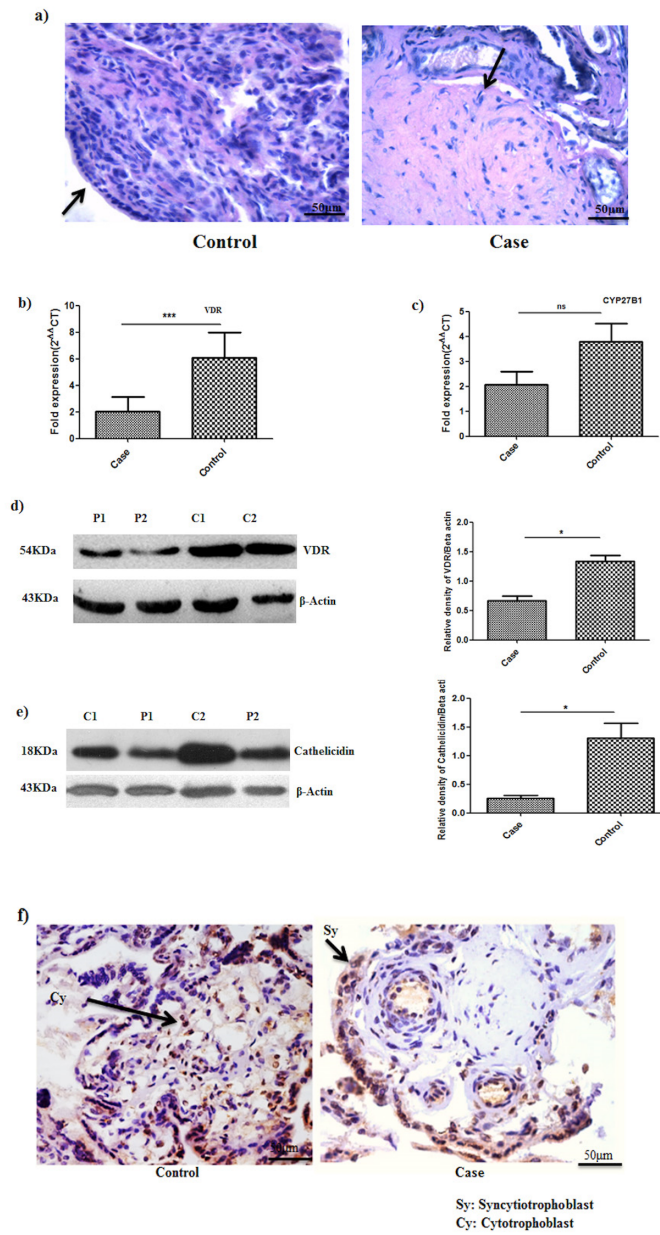 a)
50μm
50μm
Control
Case
b)
VDR
***
Fold expression(2^-ΔΔCT)
10
8
6
4
2
0
Case
Control
c)
CYP27B1
ns
Fold expression(2^-ΔΔCT)
5
4
3
2
1
0
Case
Control
d)
P1 P2 C1 C2
54KDa
VDR
43KDa
β-Actin
*
Relative density of VDR/Beta actin
2.0
1.5
1.0
0.5
0.0
Case
Control
e)
C1 P1 C2 P2
18KDa
Cathelicidin
43KDa
β-Actin
*
Relative density of Cathelicidin/Beta acti
2.0
1.5
1.0
0.5
0.0
Case
Control
f)
Cy
Sy
50μm
50μm
Control
Case
Sy: Syncytiotrophoblast
Cy: Cytotrophoblast